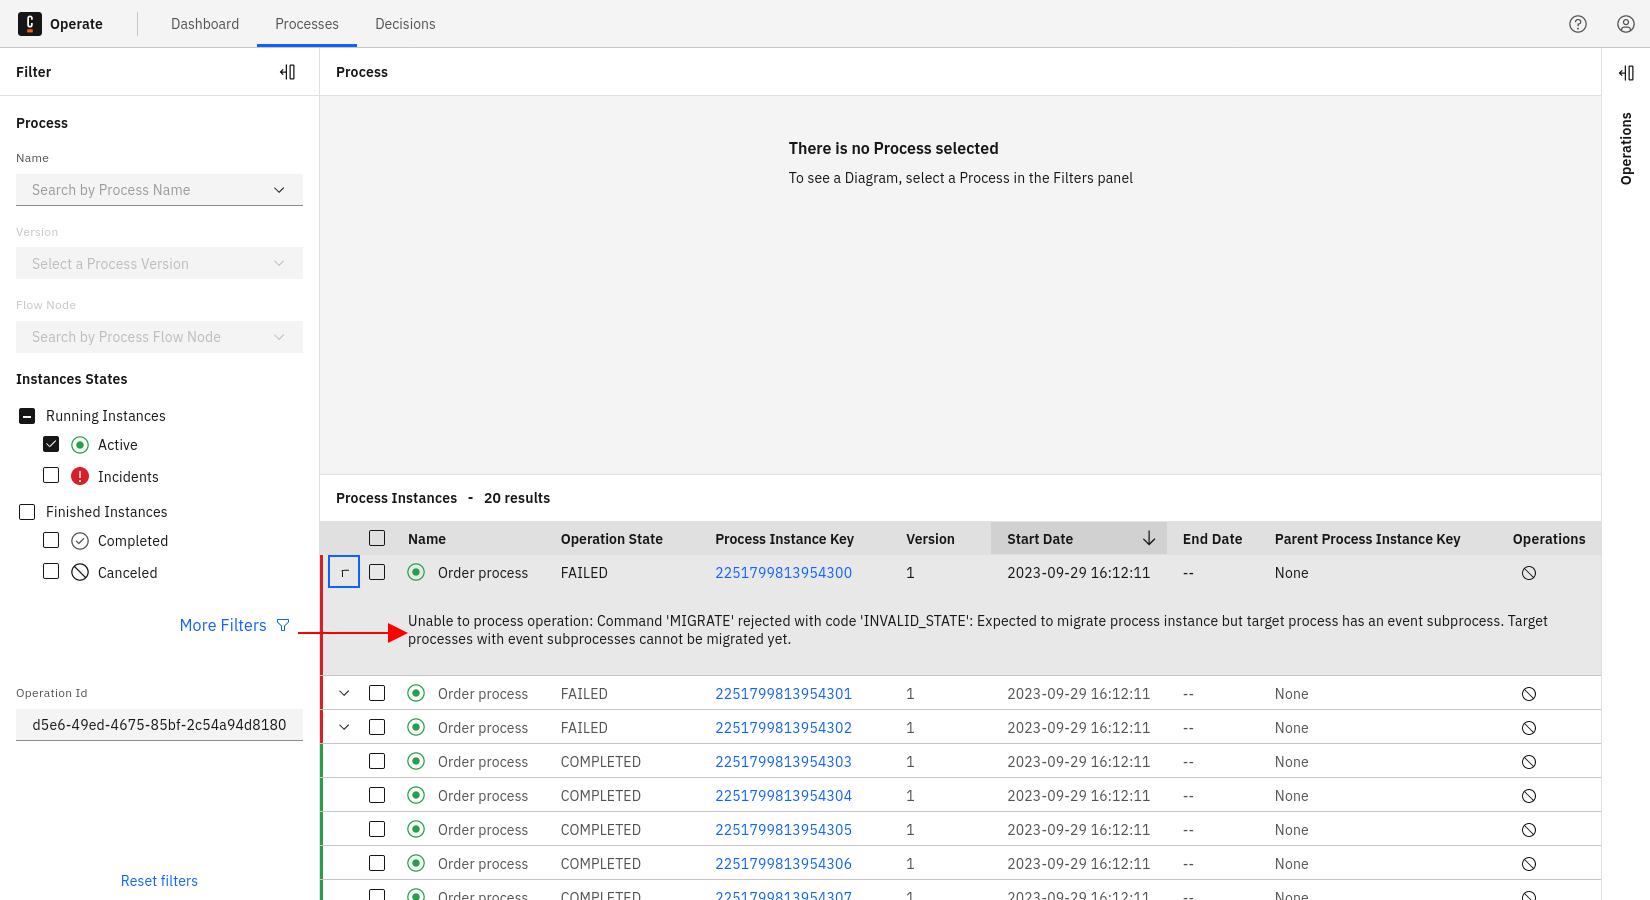 C Operate Dashboard Processes Decisions
Filter
Process
Name
Search by Process Name
Version
Select a Process Version
Flow Node
Search by Process Flow Node
Instances States
Running Instances
Active
Incidents
Finished Instances
Completed
Canceled
More Filters
Operation Id
d5e6-49ed-4675-85bf-2c54a94d8180
Reset filters
Process
There is no Process selected
To see a Diagram, select a Process in the Filters panel
Process Instances - 20 results
Name Operation State Process Instance Key Version Start Date End Date Parent Process Instance Key Operations
Order process FAILED 2251799813954300 1 2023-09-29 16:12:11 -- None
Unable to process operation: Command 'MIGRATE' rejected with code 'INVALID_STATE': Expected to migrate process instance but target process has an event subprocess. Target
processes with event subprocesses cannot be migrated yet.
Order process FAILED 2251799813954301 1 2023-09-29 16:12:11 -- None
Order process FAILED 2251799813954302 1 2023-09-29 16:12:11 -- None
Order process COMPLETED 2251799813954303 1 2023-09-29 16:12:11 -- None
Order process COMPLETED 2251799813954304 1 2023-09-29 16:12:11 -- None
Order process COMPLETED 2251799813954305 1 2023-09-29 16:12:11 -- None
Order process COMPLETED 2251799813954306 1 2023-09-29 16:12:11 -- None
Order process COMPLETED 2251799813954307 1 2023-09-29 16:12:11 -- None
Operations